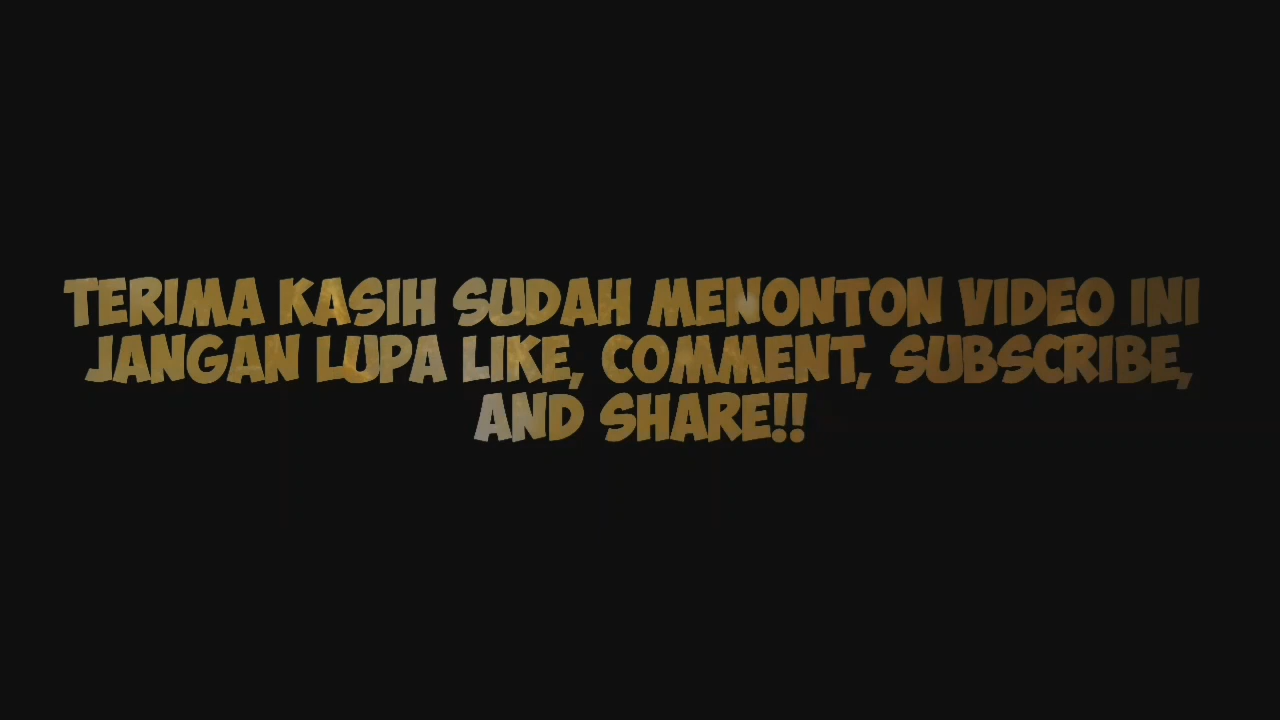 TERIMA KASIH SUDAH MENONTON VIDEO INI
JANGAN LUPA LIKE, COMMENT, SUBSCRIBE,
AND SHARE!!